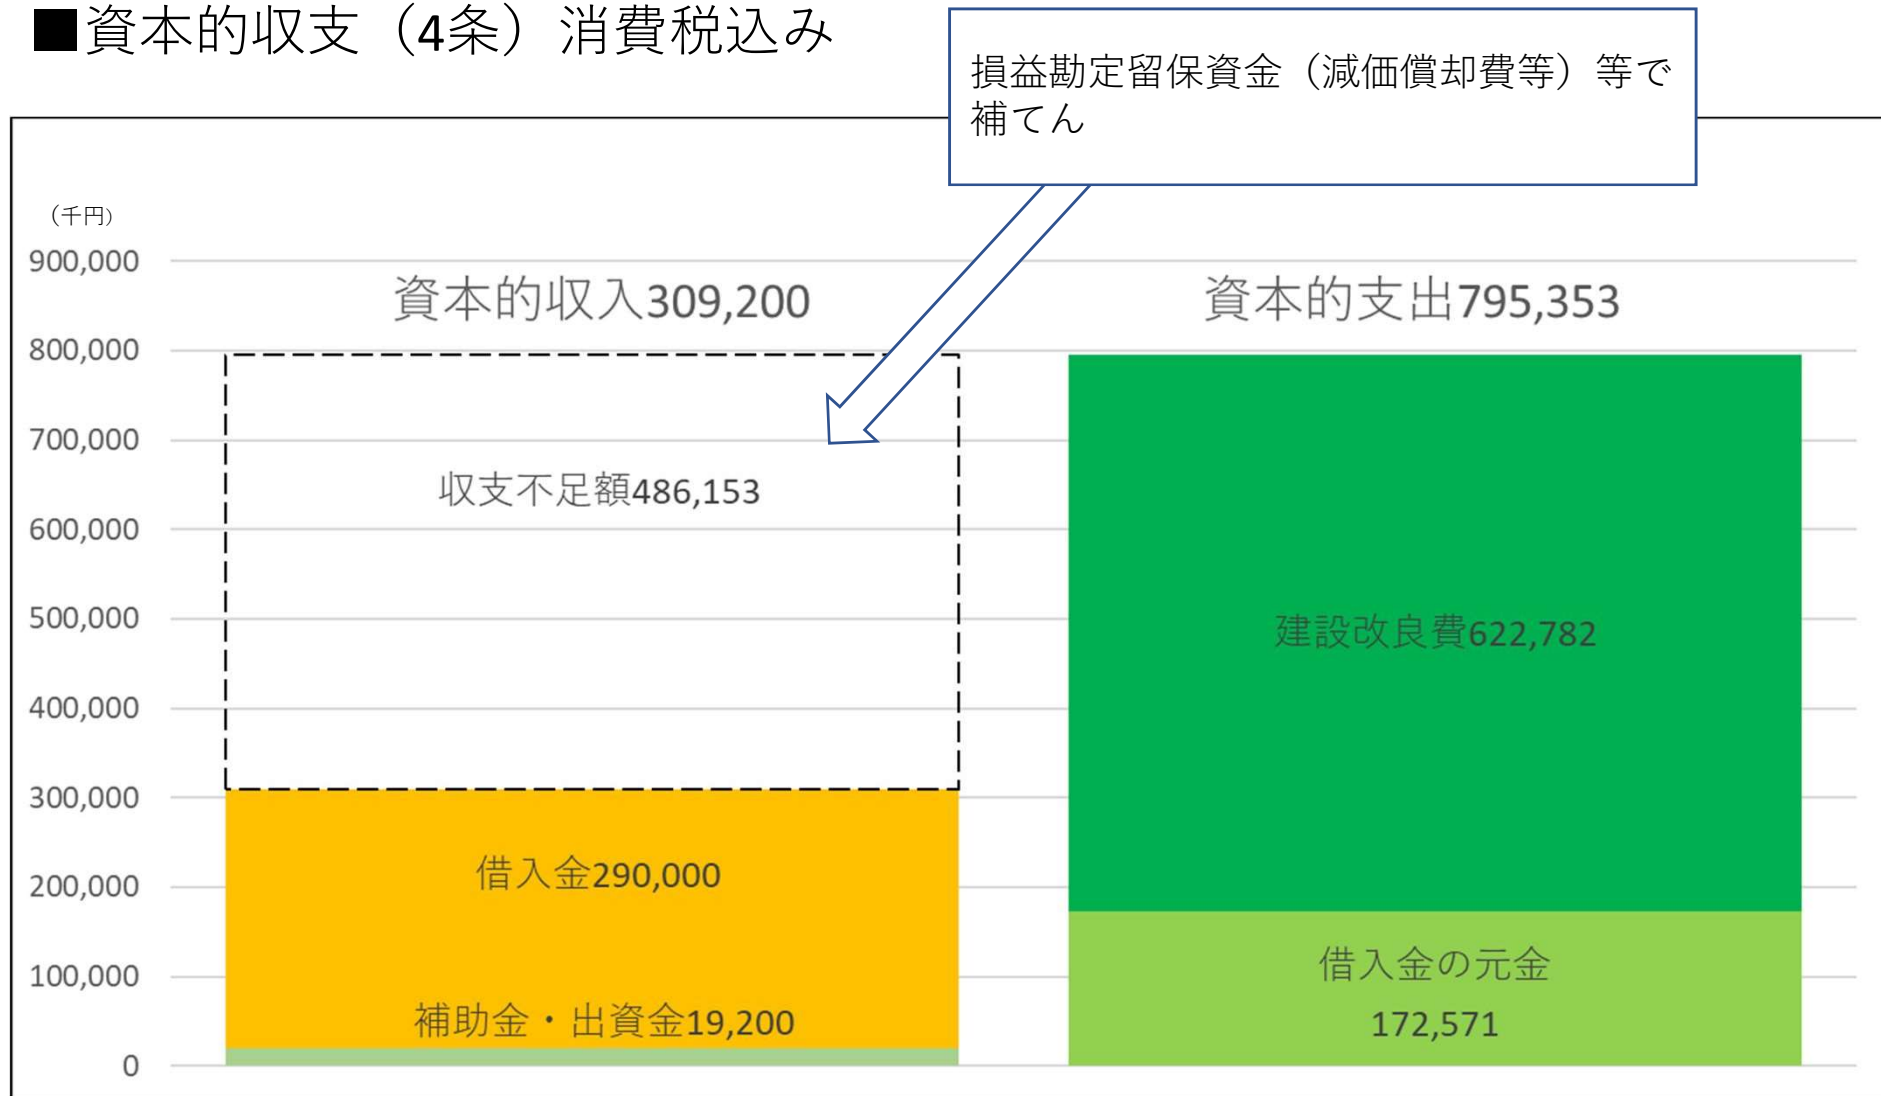 ■資本的収支（4条）消費税込み
損益勘定留保資金（減価償却費等）等で
補てん
（千円）
900,000
資本的収入309,200
資本的支出795,353
800,000
700,000
収支不足額486,153
600,000
500,000
建設改良費622,782
400,000
300,000
借入金290,000
200,000
借入金の元金
100,000
補助金・出資金19,200
172,571
0